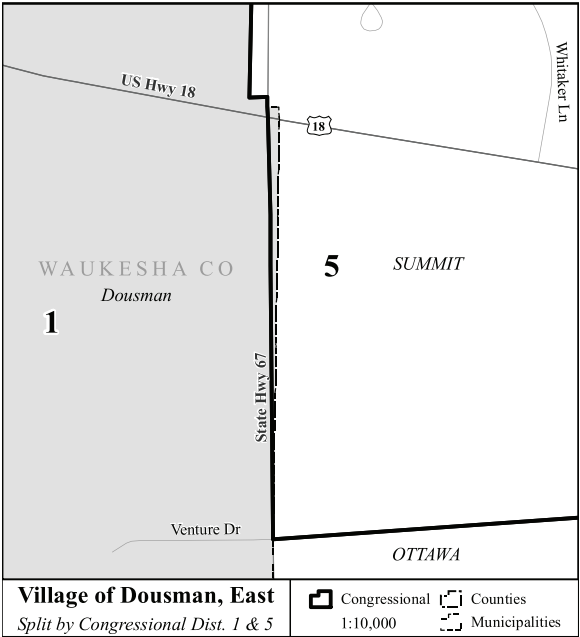 US Hwy 18
18
Whitaker Ln
WAUKESHA CO
Dousman
5
SUMMIT
1
State Hwy 67
Venture Dr
OTTAWA
Village of Dousman, East
Split by Congressional Dist. 1 & 5
Congressional
Counties
1:10,000
Municipalities